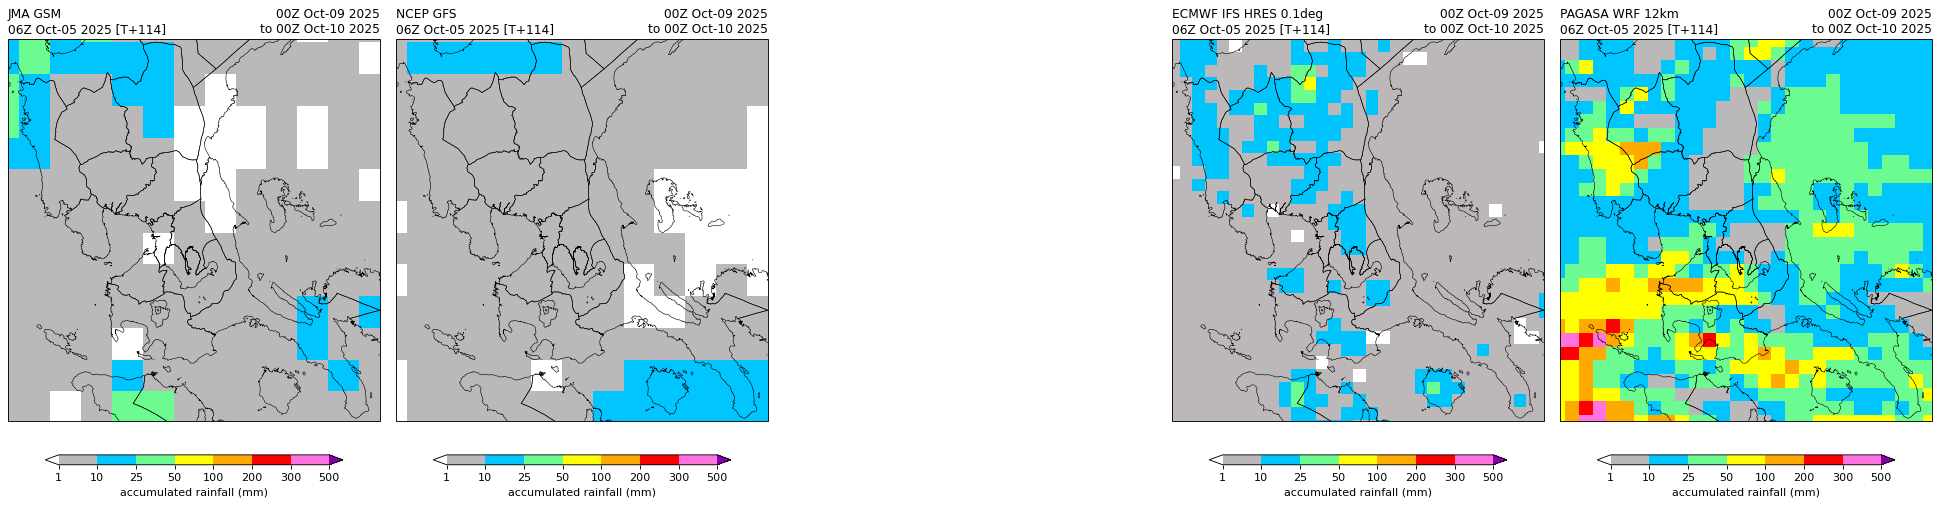 JMA GSM 00Z Oct-09 2025
06Z Oct-05 2025 [T+114] to 00Z Oct-10 2025
NCEP GFS 00Z Oct-09 2025
06Z Oct-05 2025 [T+114] to 00Z Oct-10 2025
ECMWF IFS HRES 0.1deg 00Z Oct-09 2025
06Z Oct-05 2025 [T+114] to 00Z Oct-10 2025
PAGASA WRF 12km 00Z Oct-09 2025
06Z Oct-05 2025 [T+114] to 00Z Oct-10 2025
1 10 25 50 100 200 300 500
accumulated rainfall (mm)
1 10 25 50 100 200 300 500
accumulated rainfall (mm)
1 10 25 50 100 200 300 500
accumulated rainfall (mm)
1 10 25 50 100 200 300 500
accumulated rainfall (mm)